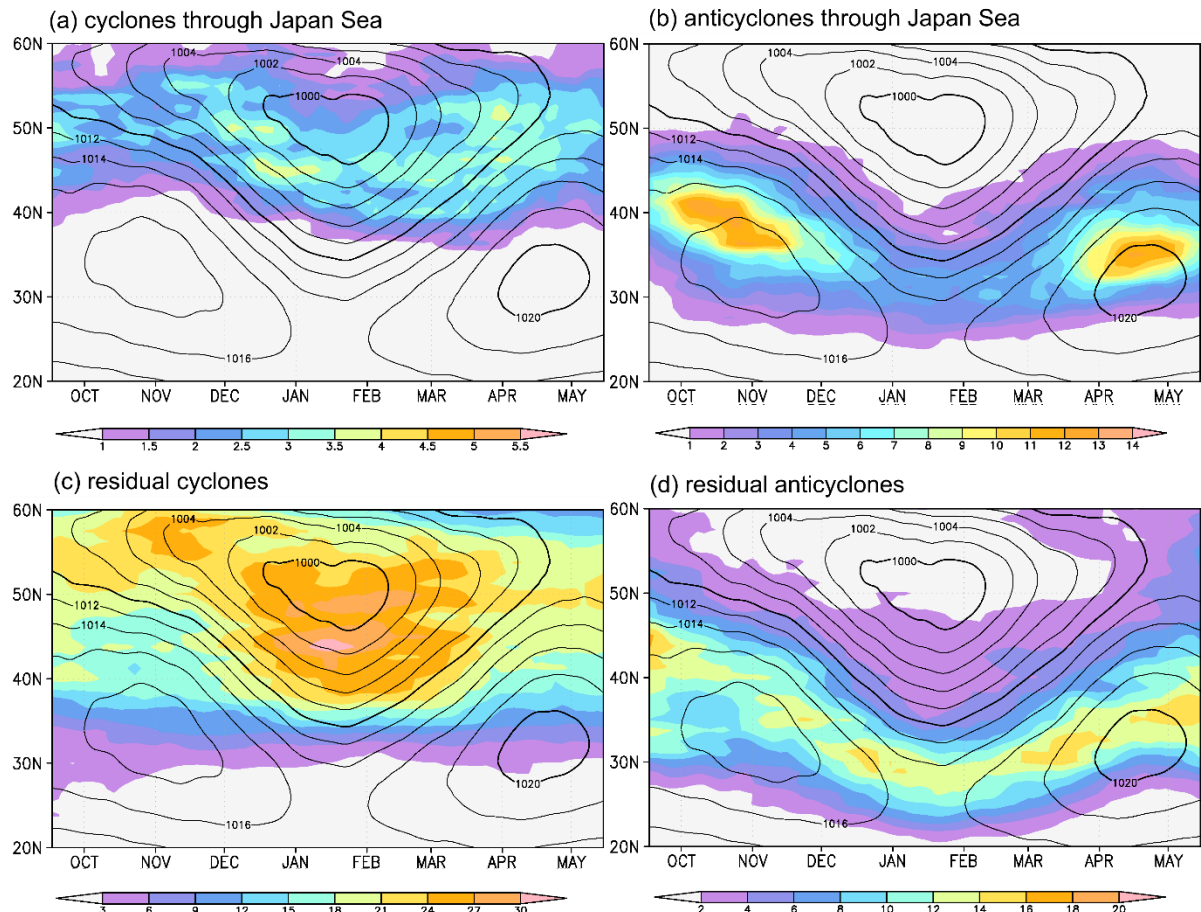 (a) cyclones through Japan Sea
60N
50N
40N
30N
20N
1004
1002
1004
1000
1012
1014
1016
1020
OCT NOV DEC JAN FEB MAR APR MAY
1 1.5 2 2.5 3 3.5 4 4.5 5 5.5
(b) anticyclones through Japan Sea
60N
50N
40N
30N
20N
1004
1002
1004
1000
1012
1014
1016
1020
OCT NOV DEC JAN FEB MAR APR MAY
1 2 3 4 5 6 7 8 9 10 11 12 13 14
(c) residual cyclones
60N
50N
40N
30N
20N
1004
1002
1004
1000
1012
1014
1016
1020
OCT NOV DEC JAN FEB MAR APR MAY
3 6 9 12 15 18 21 24 27 30
(d) residual anticyclones
60N
50N
40N
30N
20N
1004
1002
1004
1000
1012
1014
1016
1020
OCT NOV DEC JAN FEB MAR APR MAY
2 4 6 8 10 12 14 16 18 20